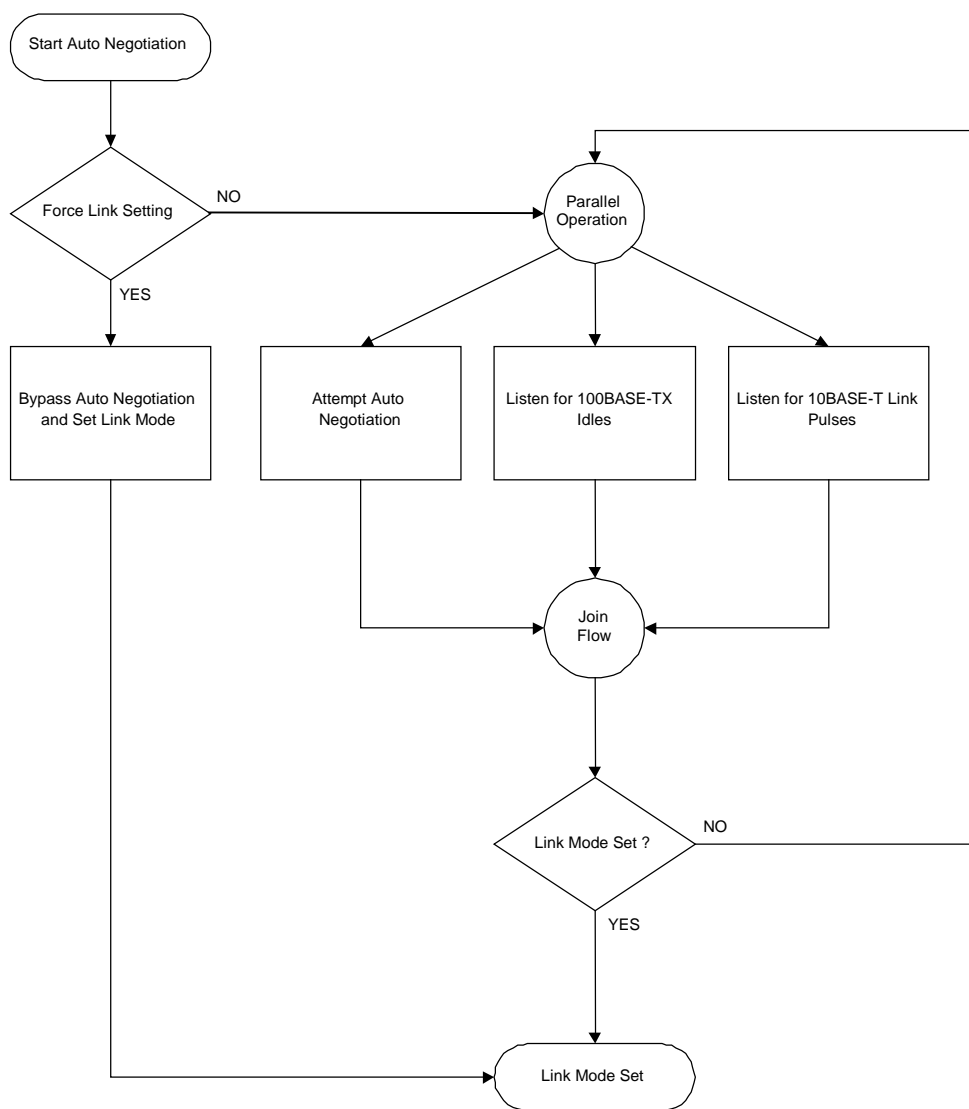 Start Auto Negotiation
Force Link Setting
NO
Parallel
Operation
YES
Bypass Auto Negotiation
and Set Link Mode
Attempt Auto
Negotiation
Listen for 100BASE-TX
Idles
Listen for 10BASE-T Link
Pulses
Join
Flow
Link Mode Set ?
NO
YES
Link Mode Set